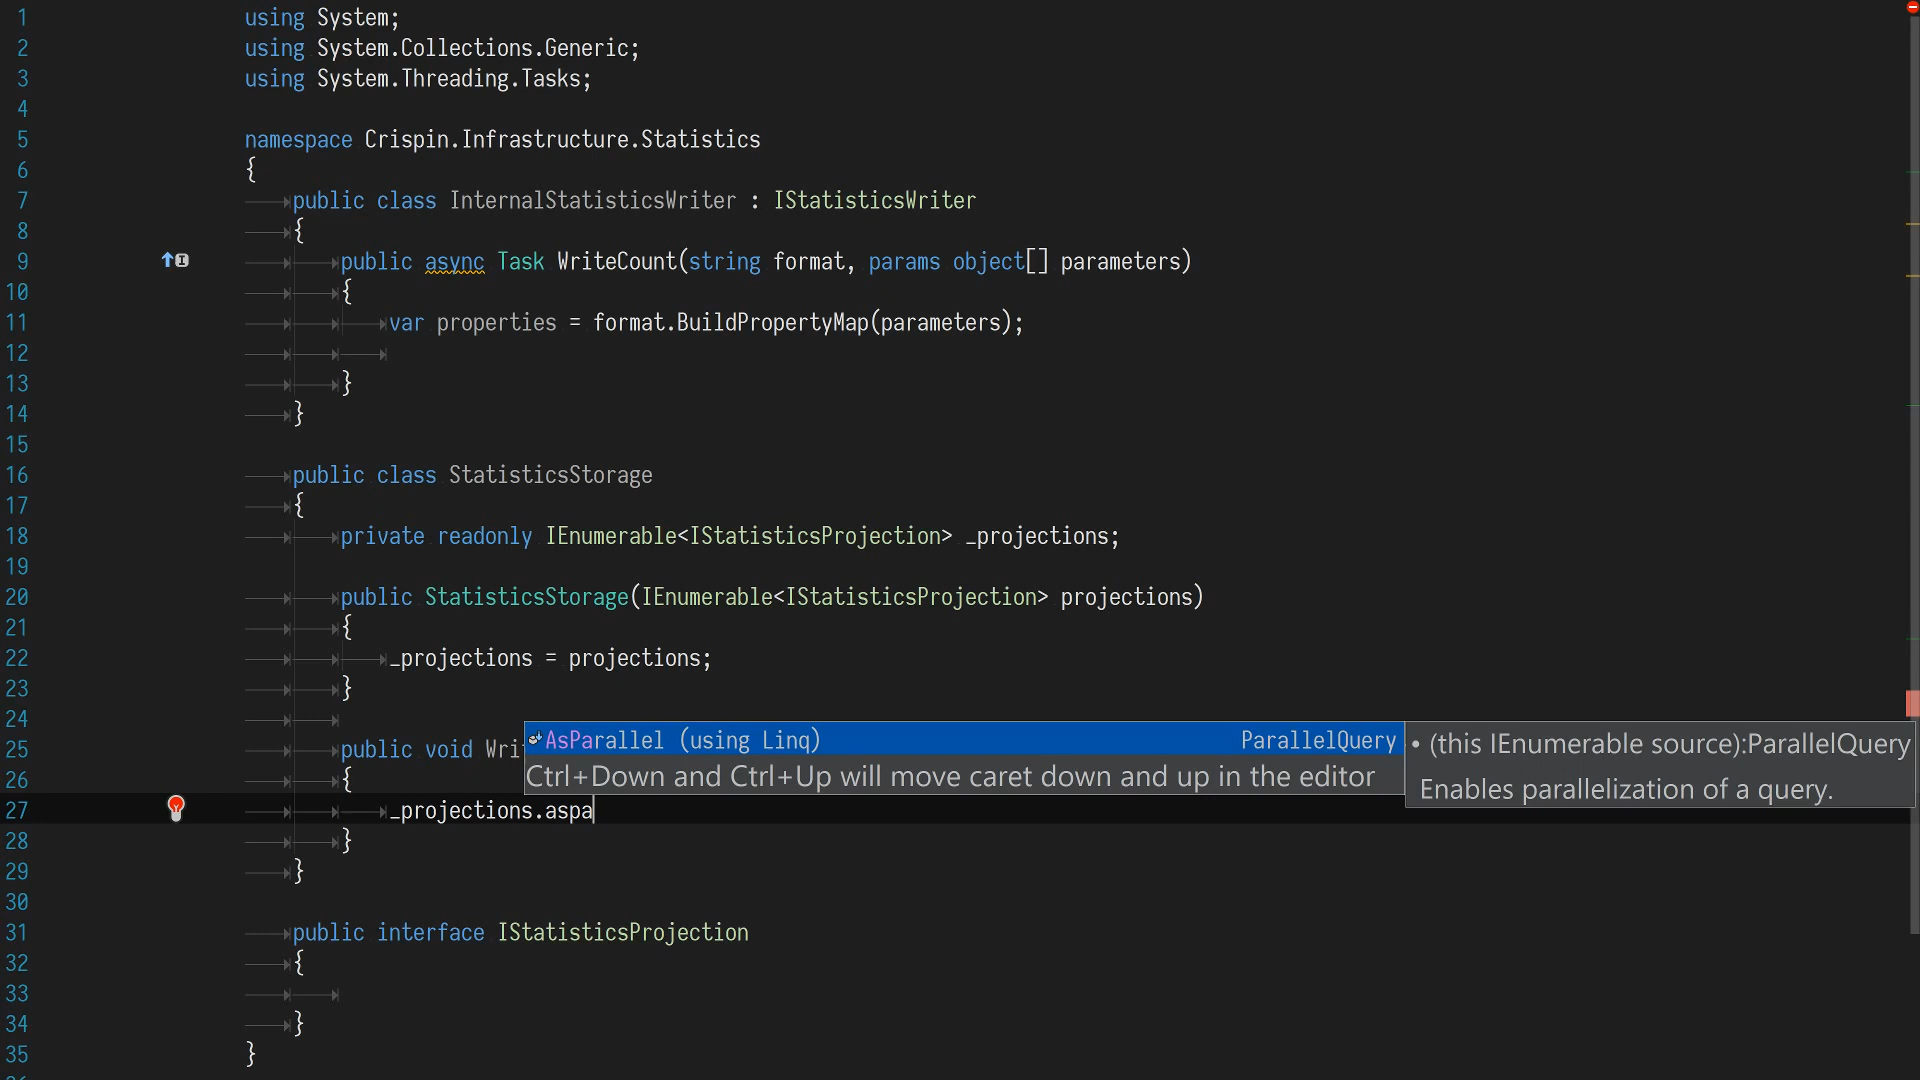 1 using System;
2 using System.Collections.Generic;
3 using System.Threading.Tasks;
4
5 namespace Crispin.Infrastructure.Statistics
6 {
7 public class InternalStatisticsWriter : IStatisticsWriter
8 {
9 public async Task WriteCount(string format, params object[] parameters)
10 {
11 var properties = format.BuildPropertyMap(parameters);
12
13 }
14 }
15
16 public class StatisticsStorage
17 {
18 private readonly IEnumerable<IStatisticsProjection> _projections;
19
20 public StatisticsStorage(IEnumerable<IStatisticsProjection> projections)
21 {
22 _projections = projections;
23 }
24
AsParallel (using Linq) ParallelQuery • (this IEnumerable source):ParallelQuery
25 public void Wri
Ctrl+Down and Ctrl+Up will move caret down and up in the editor Enables parallelization of a query.
26 {
27 _projections.aspa
28 }
29 }
30
31 public interface IStatisticsProjection
32 {
33
34 }
35 }